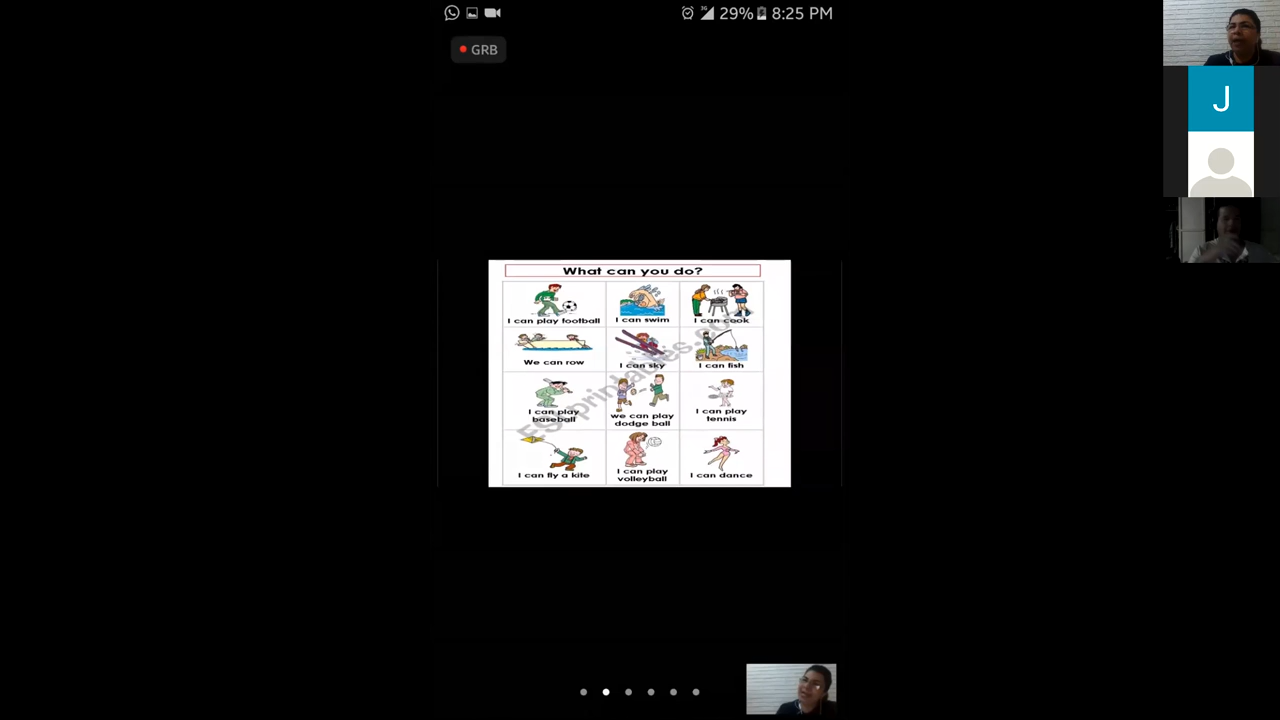 29% 8:25 PM
GRB
J
What can you do?
I can play football
I can swim
I can cook
We can row
I can sky
I can fish
I can play
baseball
we can play
dodge ball
I can play
tennis
I can fly a kite
I can play
volleyball
I can dance
ESLprintables.com